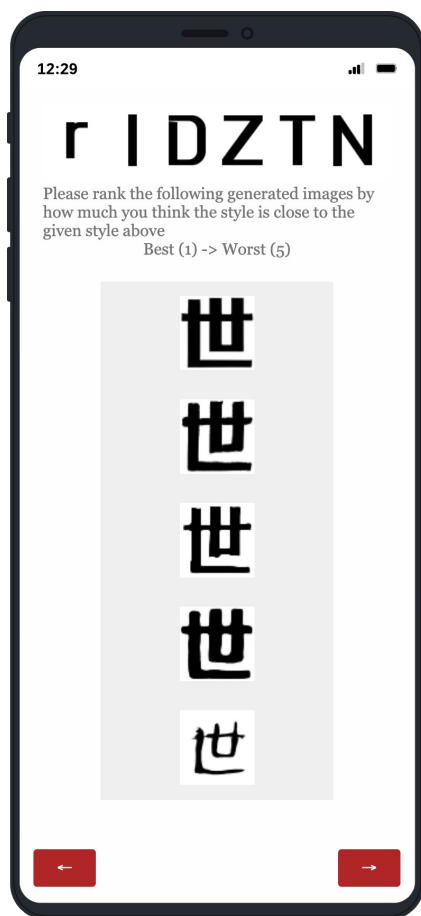 12:29
r I D Z T N
Please rank the following generated images by
how much you think the style is close to the
given style above
Best (1) -> Worst (5)
世
世
世
世
世
← →